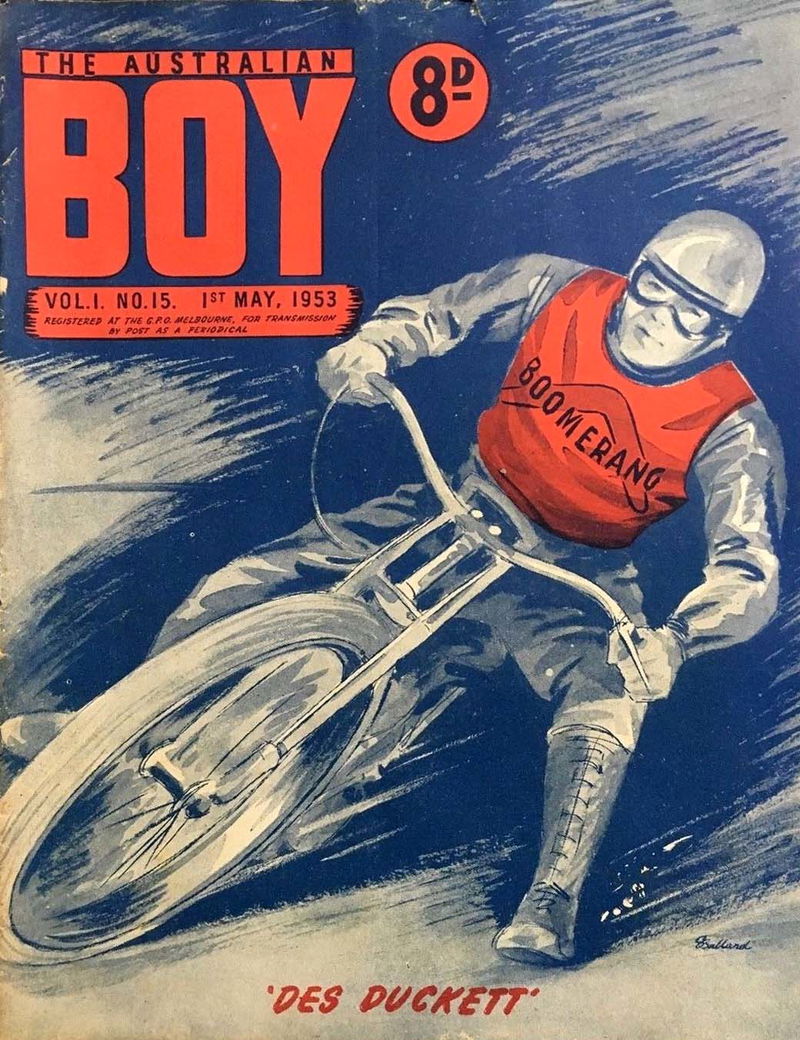 THE AUSTRALIAN
BOY
8D
VOL.1. NO.15. 1ST MAY, 1953
REGISTERED AT THE G.P.O. MELBOURNE, FOR TRANSMISSION
BY POST AS A PERIODICAL
BOOMERANG
Ballard
'DES DUCKETT'